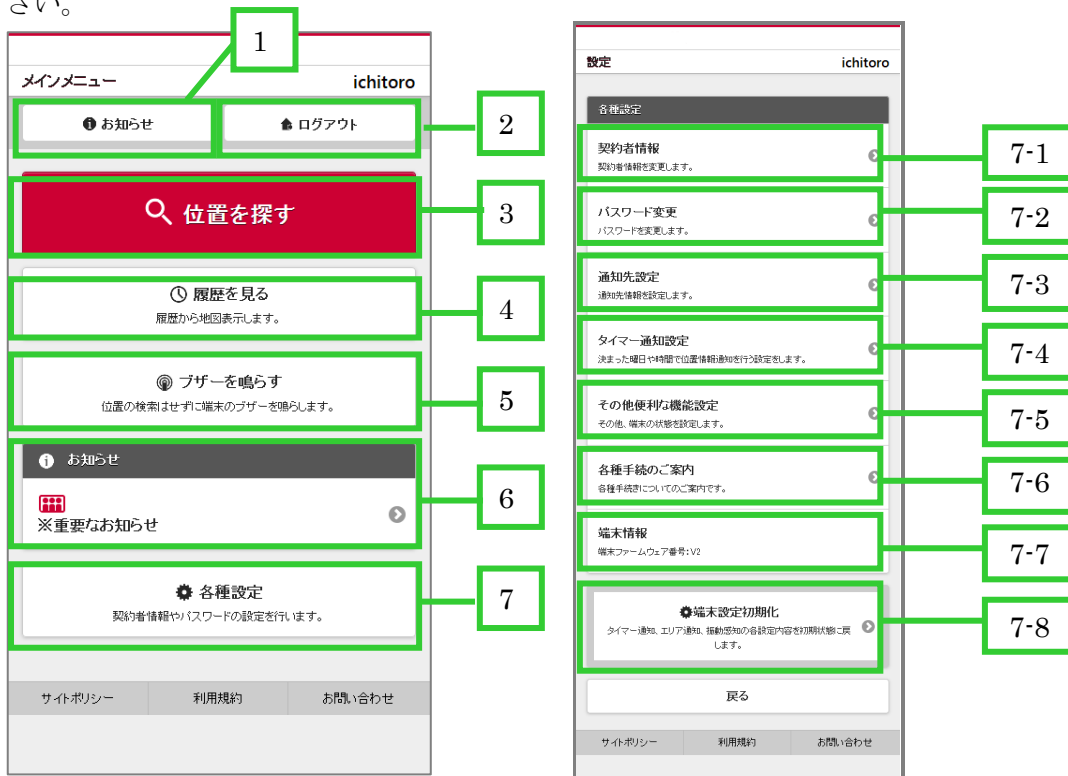 さい。
1
メインメニュー ichitoro
お知らせ
ログアウト
2
位置を探す
3
履歴を見る
履歴から地図表示します。
4
ブザーを鳴らす
位置の検索はせずに端末のブザーを鳴らします。
5
お知らせ
※重要なお知らせ
6
各種設定
契約者情報やパスワードの設定を行います。
7
サイトポリシー 利用規約 お問い合わせ
設定 ichitoro
各種設定
契約者情報
契約者情報を変更します。
7-1
パスワード変更
パスワードを変更します。
7-2
通知先設定
通知先情報を設定します。
7-3
タイマー通知設定
決まった曜日や時間で位置情報通知を行う設定をします。
7-4
その他便利な機能設定
その他、端末の状態を設定します。
7-5
各種手続のご案内
各種手続きについてのご案内です。
7-6
端末情報
端末ファームウェア番号:V2
7-7
端末設定初期化
タイマー通知、エリア通知、振動感知の各設定内容を初期状態に戻
します。
7-8
戻る
サイトポリシー 利用規約 お問い合わせ